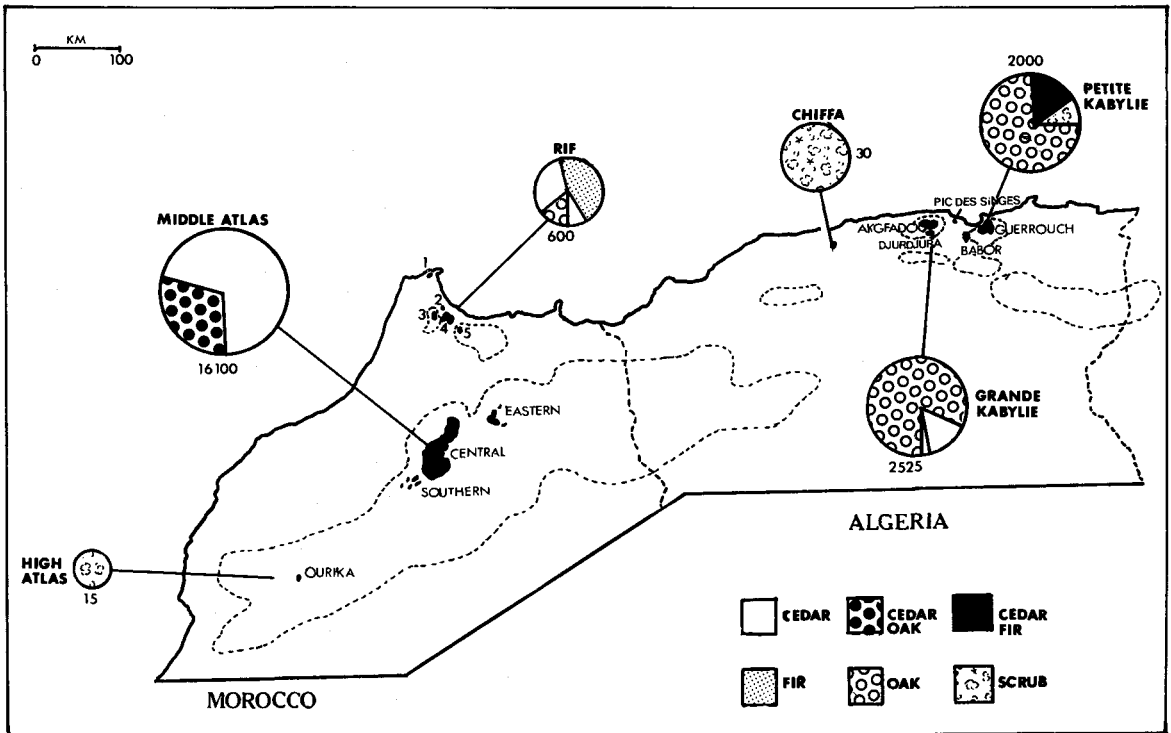 KM
0 100
2000
PETITE
KABYLIE
CHIFFA
30
RIF
600
MIDDLE ATLAS
16100
PIC DES SINGES
AKGFADOU
GUERROUCH
DJURDJURA
BABOR
1
2
3
4
5
EASTERN
CENTRAL
SOUTHERN
GRANDE
KABYLIE
2525
ALGERIA
HIGH
ATLAS
15
OURIKA
CEDAR
CEDAR
OAK
CEDAR
FIR
FIR
OAK
SCRUB
MOROCCO